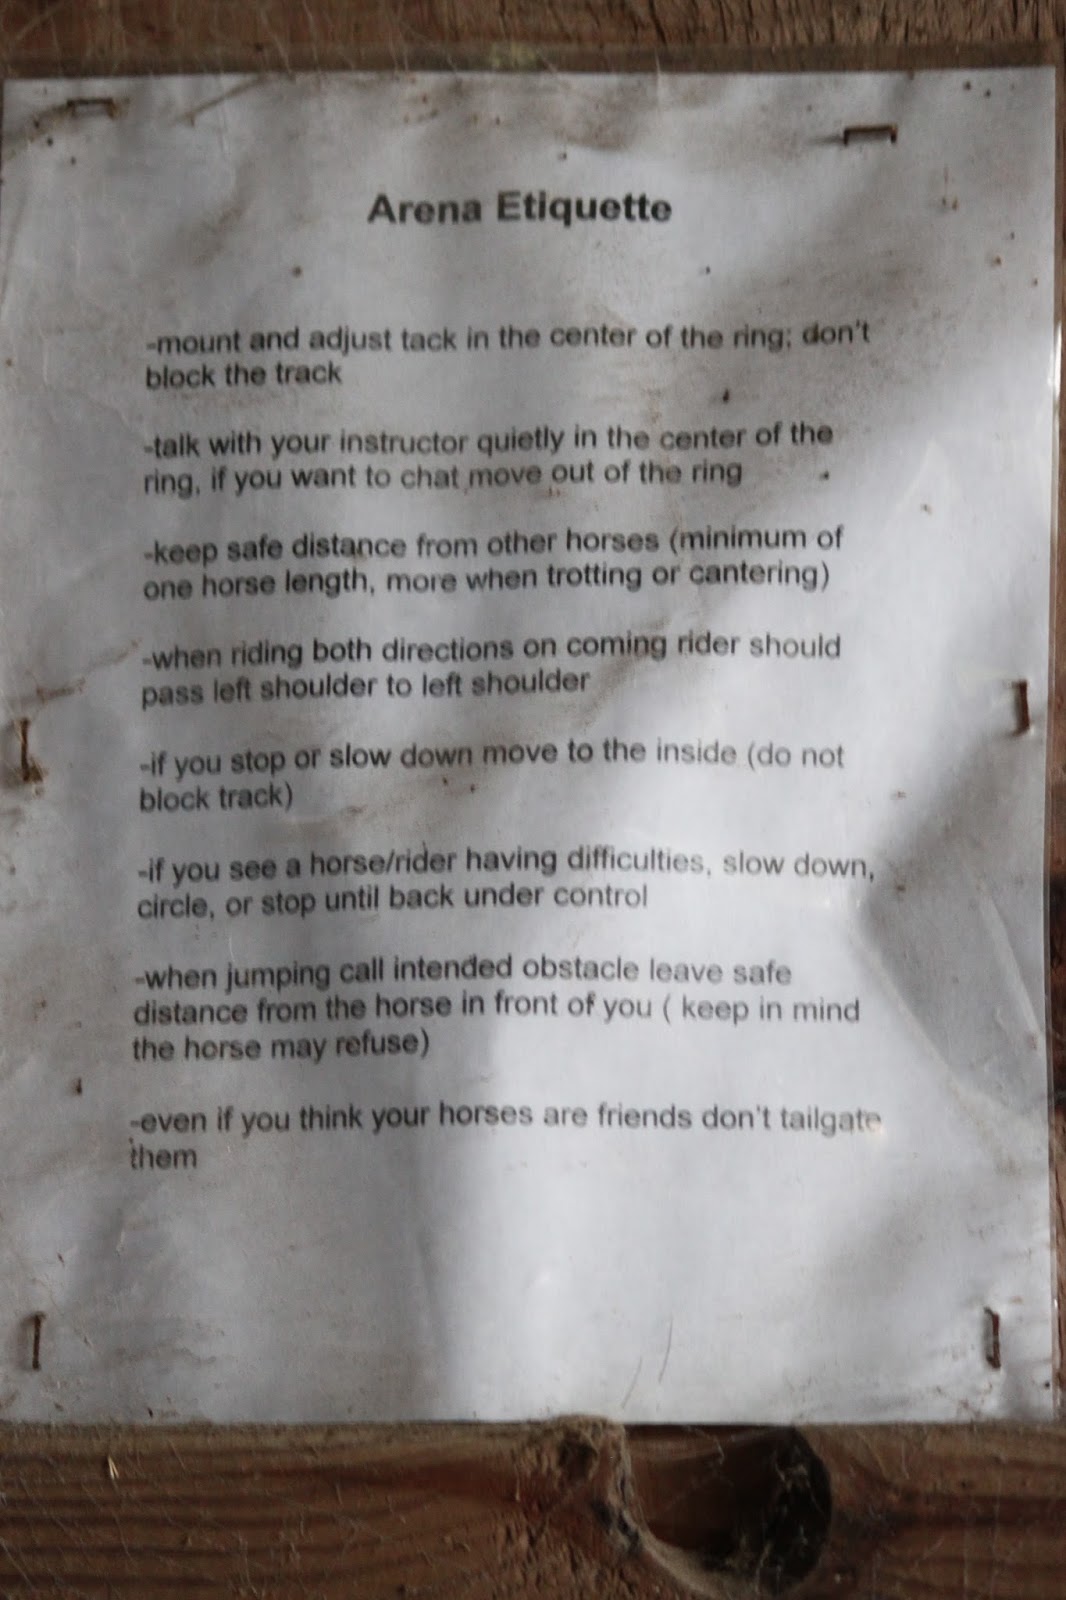 Arena Etiquette
-mount and adjust tack in the center of the ring; don't
block the track
-talk with your instructor quietly in the center of the
ring, if you want to chat move out of the ring
-keep safe distance from other horses (minimum of
one horse length, more when trotting or cantering)
-when riding both directions on coming rider should
pass left shoulder to left shoulder
-if you stop or slow down move to the inside (do not
block track)
-if you see a horse/rider having difficulties, slow down,
circle, or stop until back under control
-when jumping call intended obstacle leave safe
distance from the horse in front of you ( keep in mind
the horse may refuse)
-even if you think your horses are friends don't tailgate
them